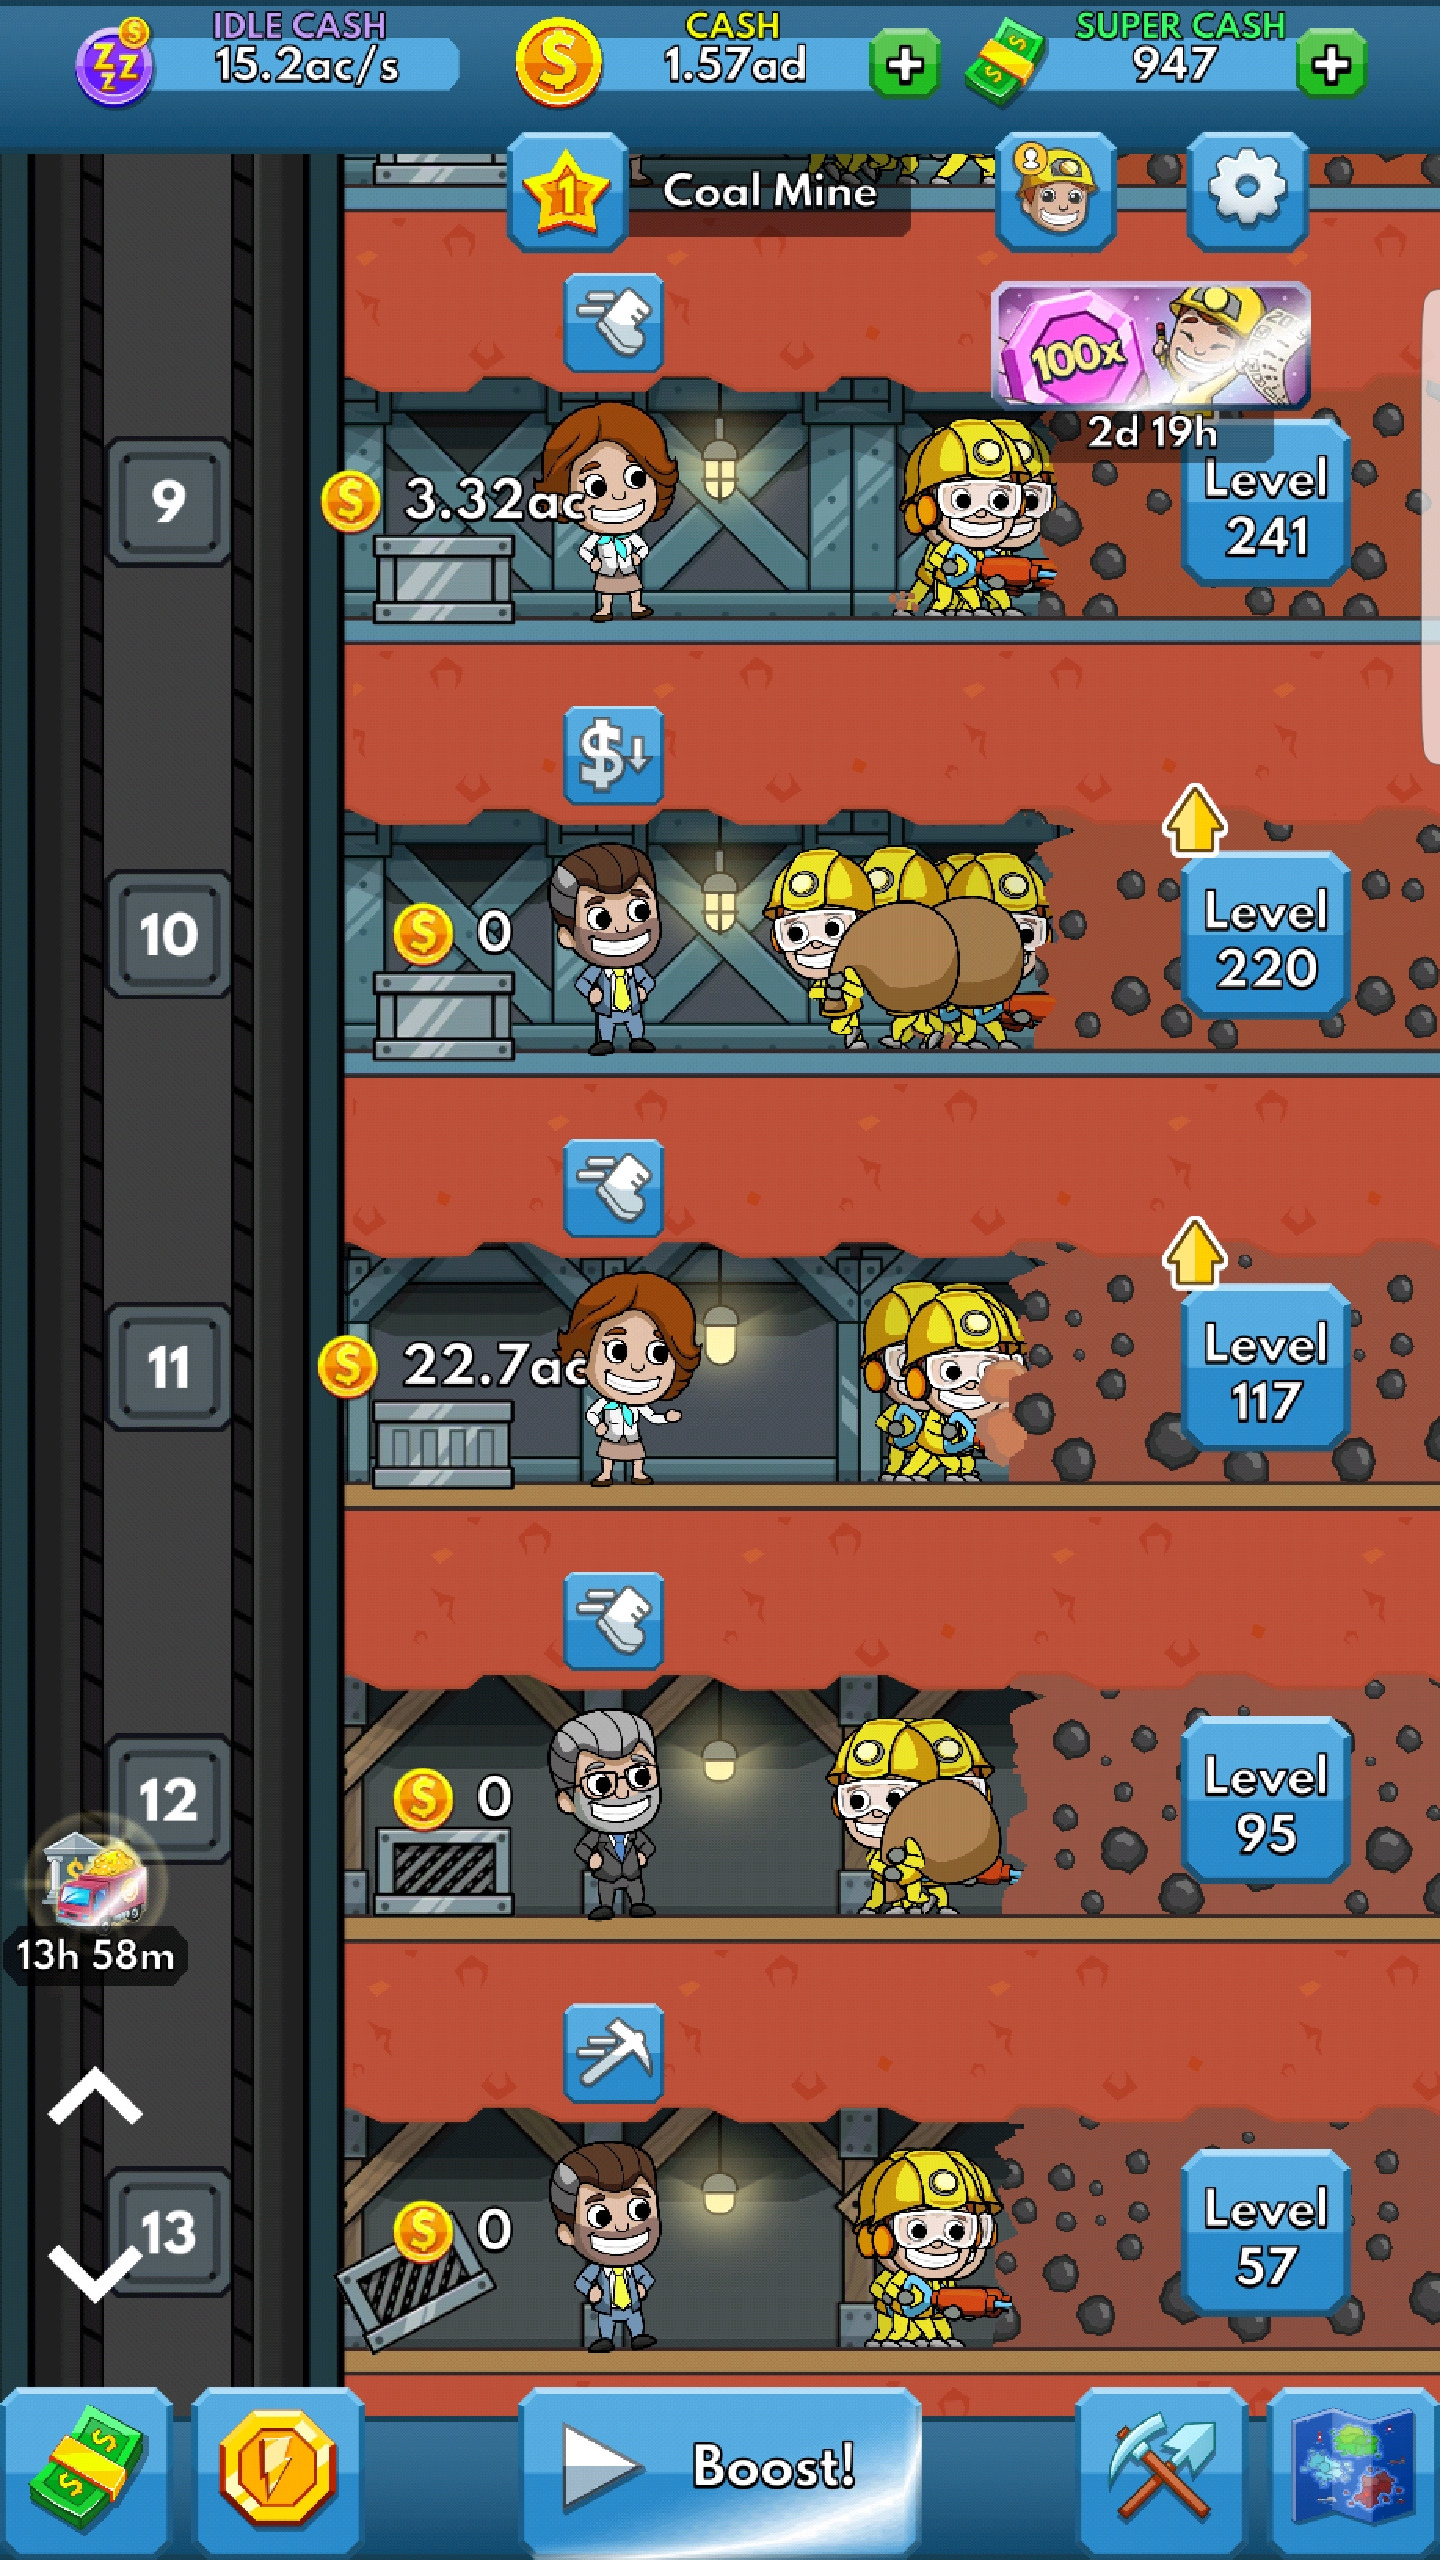 IDLE CASH
15.2ac/s
CASH
1.57ad
SUPER CASH
947
1
Coal Mine
100x
2d 19h
9
3.32ac
Level
241
10
0
Level
220
11
22.7ac
Level
117
12
0
Level
95
13h 58m
13
0
Level
57
Boost!